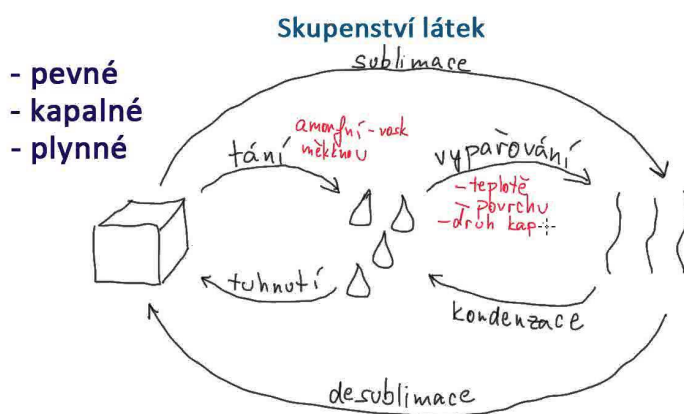 Skupenství látek
- pevné
- kapalné
- plynné
sublimace
tání
amorfní - vosk
měknou
vypařování
- teplotě
- povrchu
- druh kap
tuhnutí
kondenzace
desublimace